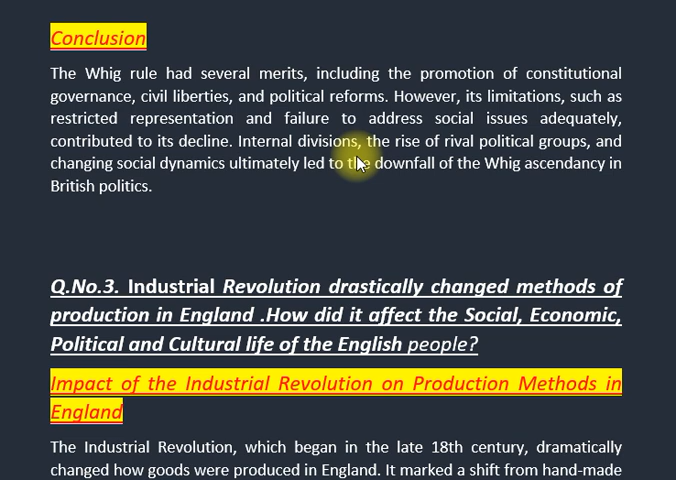 Conclusion
The Whig rule had several merits, including the promotion of constitutional
governance, civil liberties, and political reforms. However, its limitations, such as
restricted representation and failure to address social issues adequately,
contributed to its decline. Internal divisions, the rise of rival political groups, and
changing social dynamics ultimately led to the downfall of the Whig ascendancy in
British politics.
Q.No.3. Industrial Revolution drastically changed methods of
production in England .How did it affect the Social, Economic,
Political and Cultural life of the English people?
Impact of the Industrial Revolution on Production Methods in
England
The Industrial Revolution, which began in the late 18th century, dramatically
changed how goods were produced in England. It marked a shift from hand-made